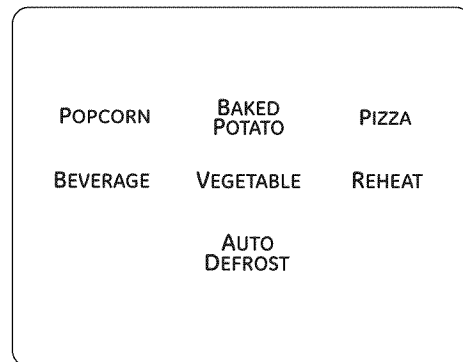 POPCORN BAKED POTATO PIZZA
BEVERAGE VEGETABLE REHEAT
AUTO
DEFROST